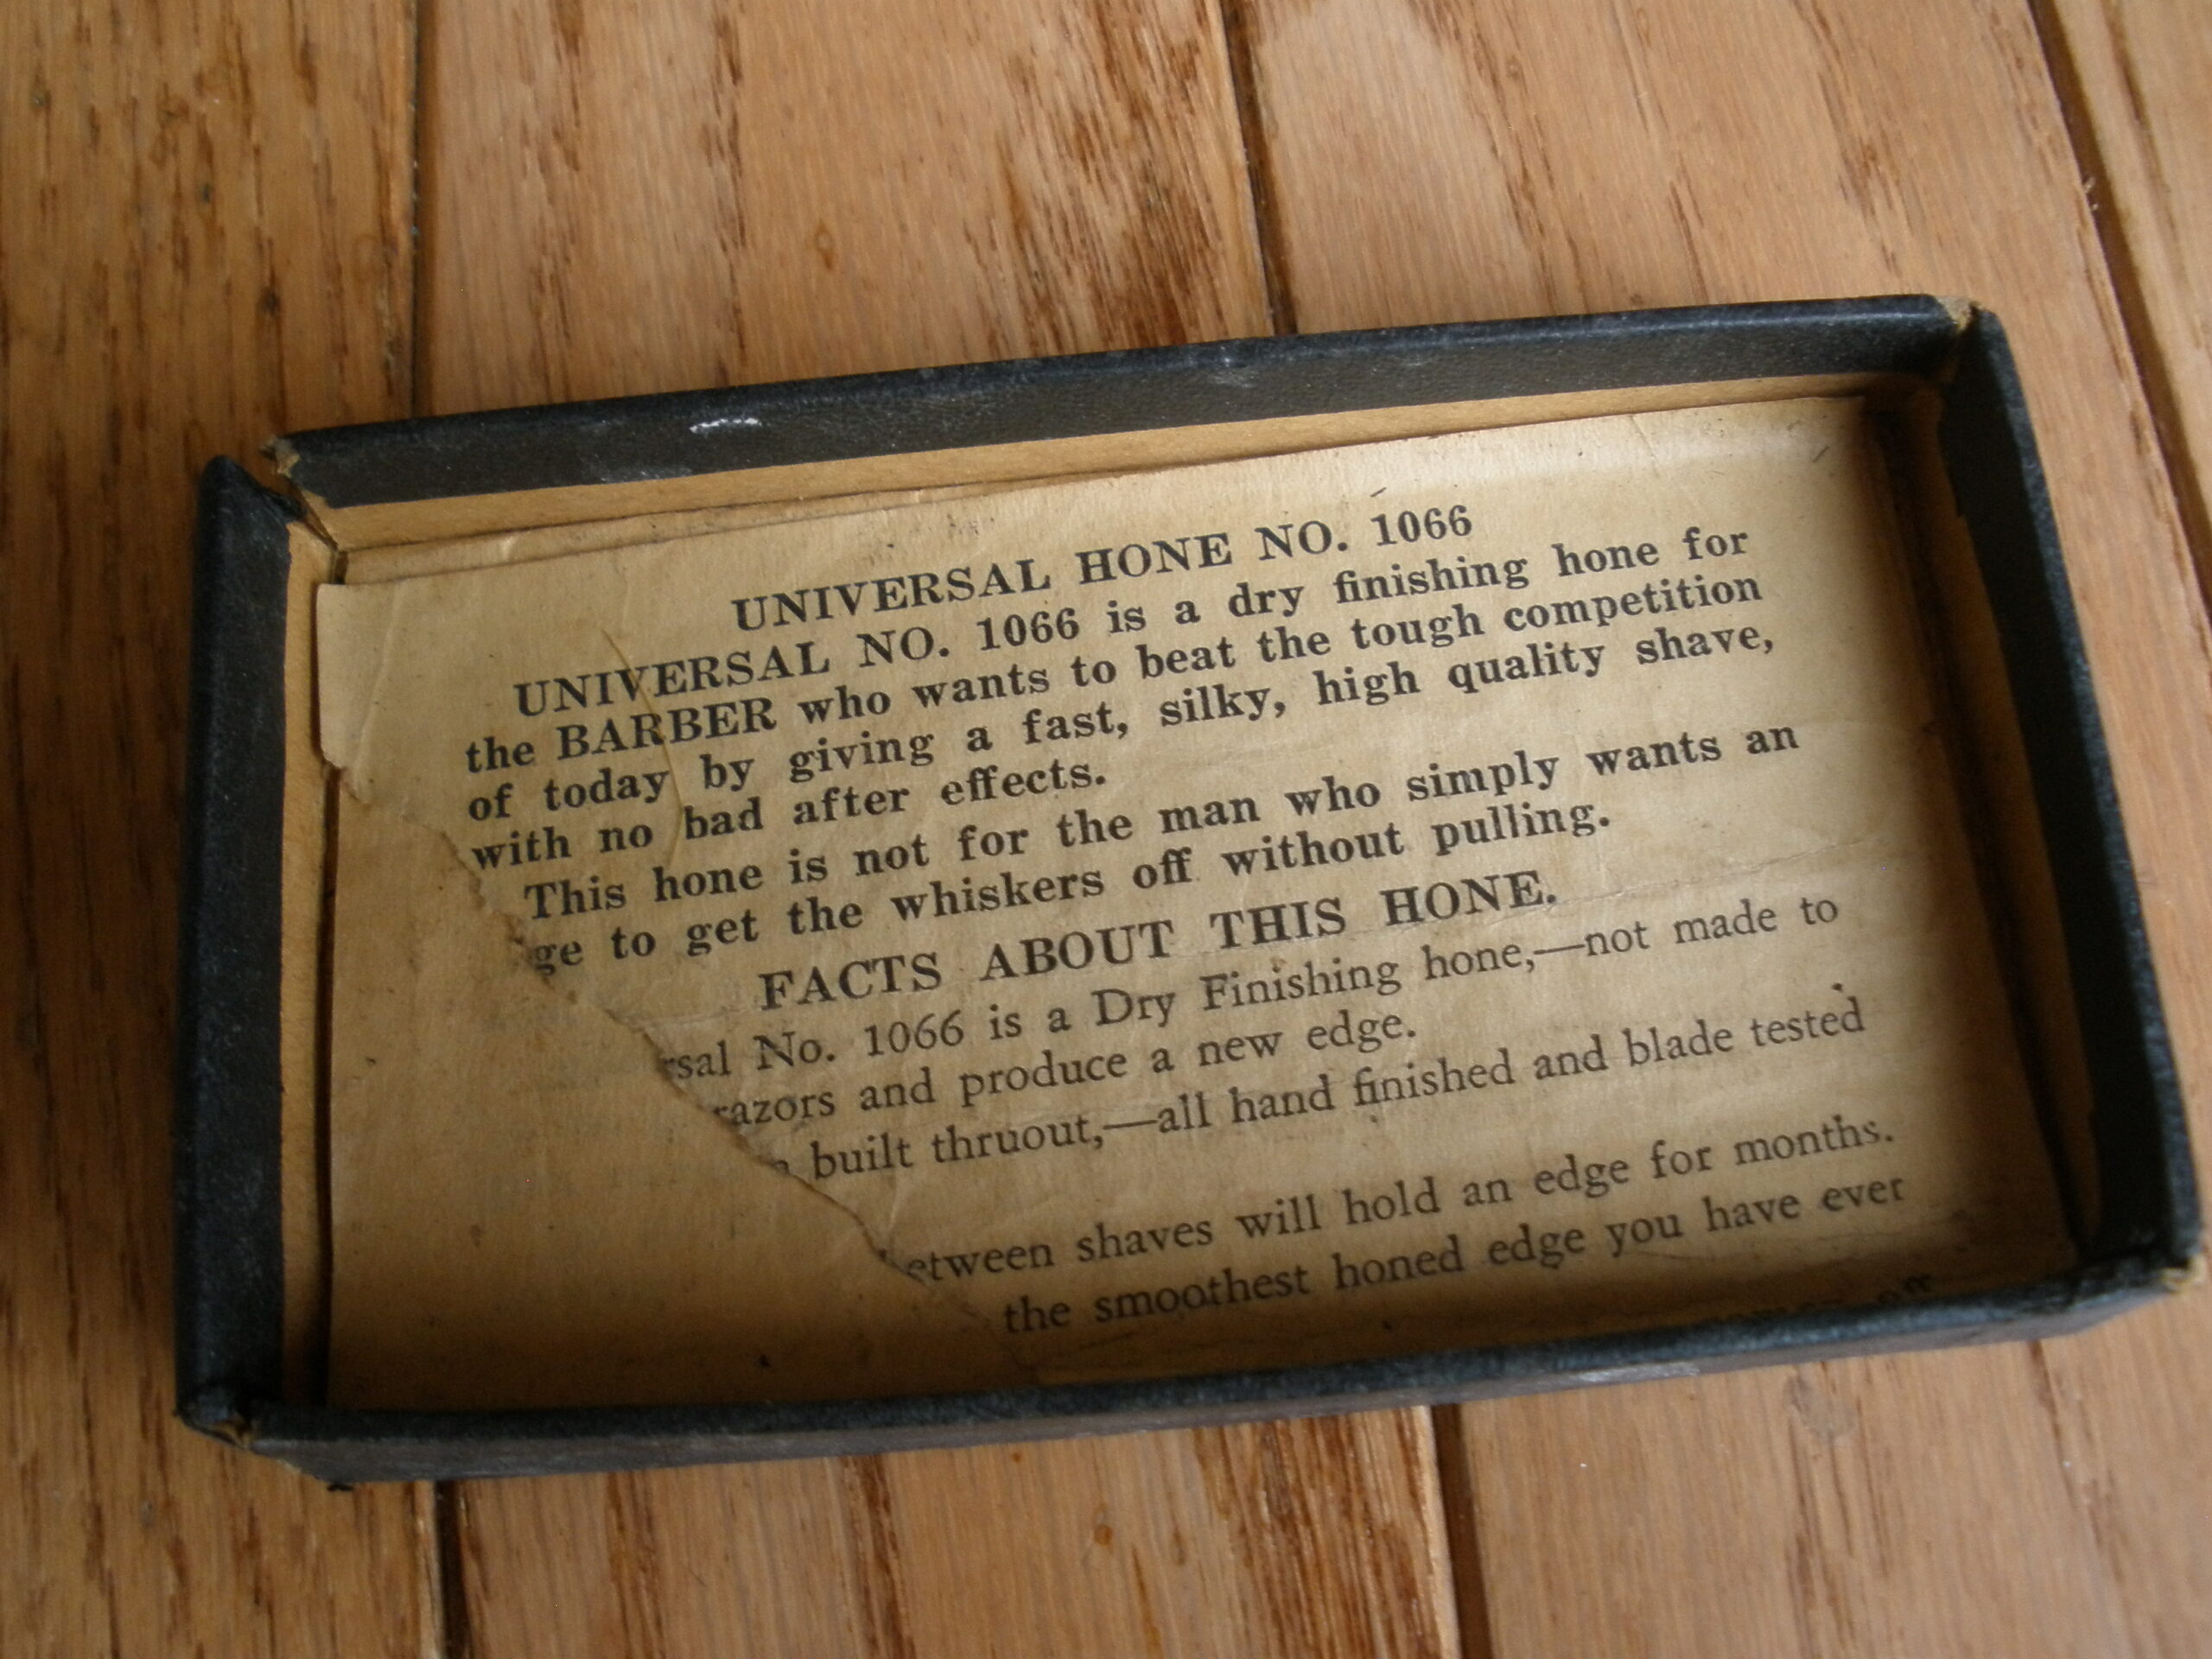 UNIVERSAL HONE NO. 1066
UNIVERSAL NO. 1066 is a dry finishing hone for
the BARBER who wants to beat the tough competition
of today by giving a fast, silky, high quality shave,
with no bad after effects.
This hone is not for the man who simply wants an
ge to get the whiskers off without pulling.
FACTS ABOUT THIS HONE.
rsal No. 1066 is a Dry Finishing hone,—not made to
razors and produce a new edge.
built thruout,—all hand finished and blade tested
etween shaves will hold an edge for months.
the smoothest honed edge you have ever